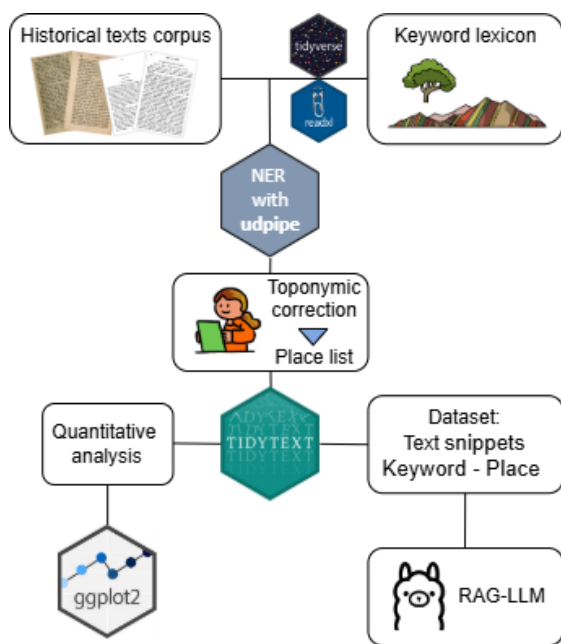 Historical texts corpus
tidyverse
Keyword lexicon
readxl
NER
with
udpipe
Toponymic
correction
Place list
Quantitative
analysis
TIDYTEXT
Dataset:
Text snippets
Keyword - Place
ggplot2
RAG-LLM